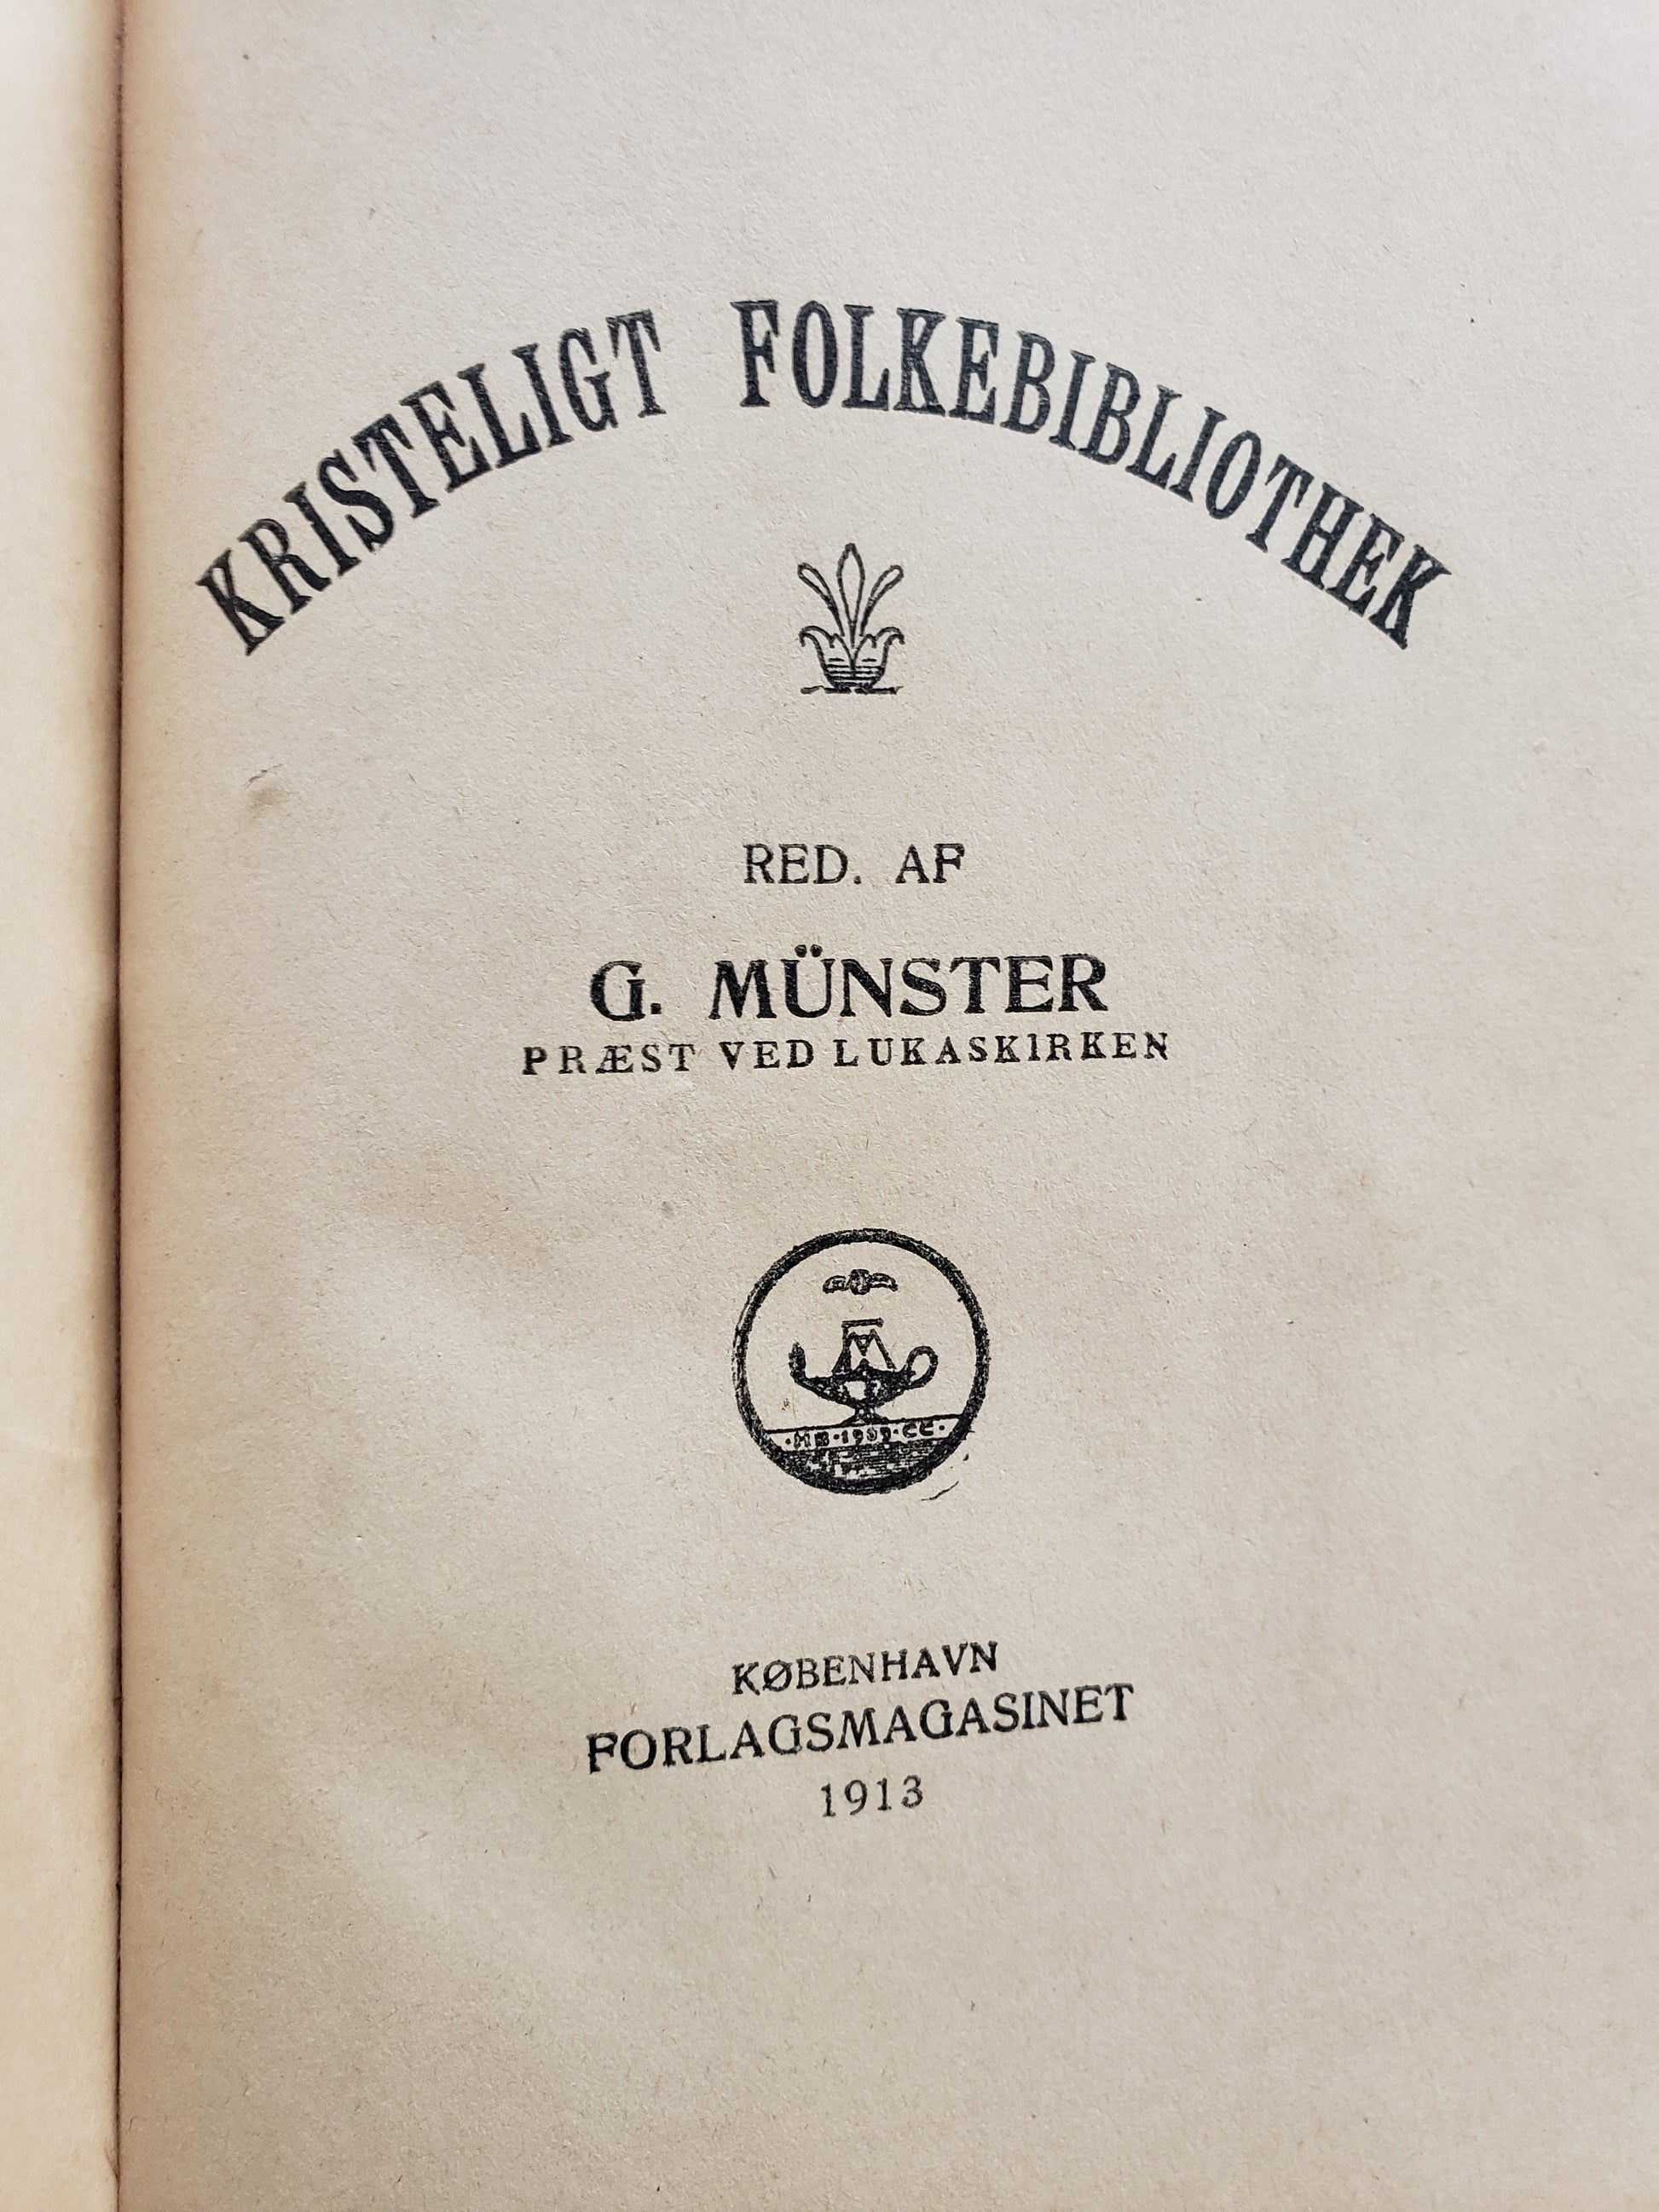 KRISTELIGT FOLKEBIBLIOTHEK
RED. AF
G. MÜNSTER
PRÆST VED LUKASKIRKEN
KØBENHAVN
FORLAGSMAGASINET
1913